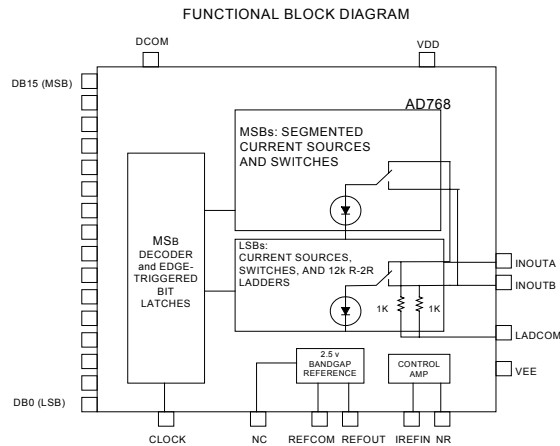 FUNCTIONAL BLOCK DIAGRAM
DCOM
VDD
DB15 (MSB)
AD768
MSBs: SEGMENTED
CURRENT SOURCES
AND SWITCHES
MSB
DECODER
and EDGE-
TRIGGERED
BIT
LATCHES
LSBs:
CURRENT SOURCES,
SWITCHES, AND 12k R-2R
LADDERS
INOUTA
INOUTB
1K
1K
LADCOM
2.5 v
BANDGAP
REFERENCE
CONTROL
AMP
VEE
DB0 (LSB)
CLOCK
NC
REFCOM
REFOUT
IREFIN
NR